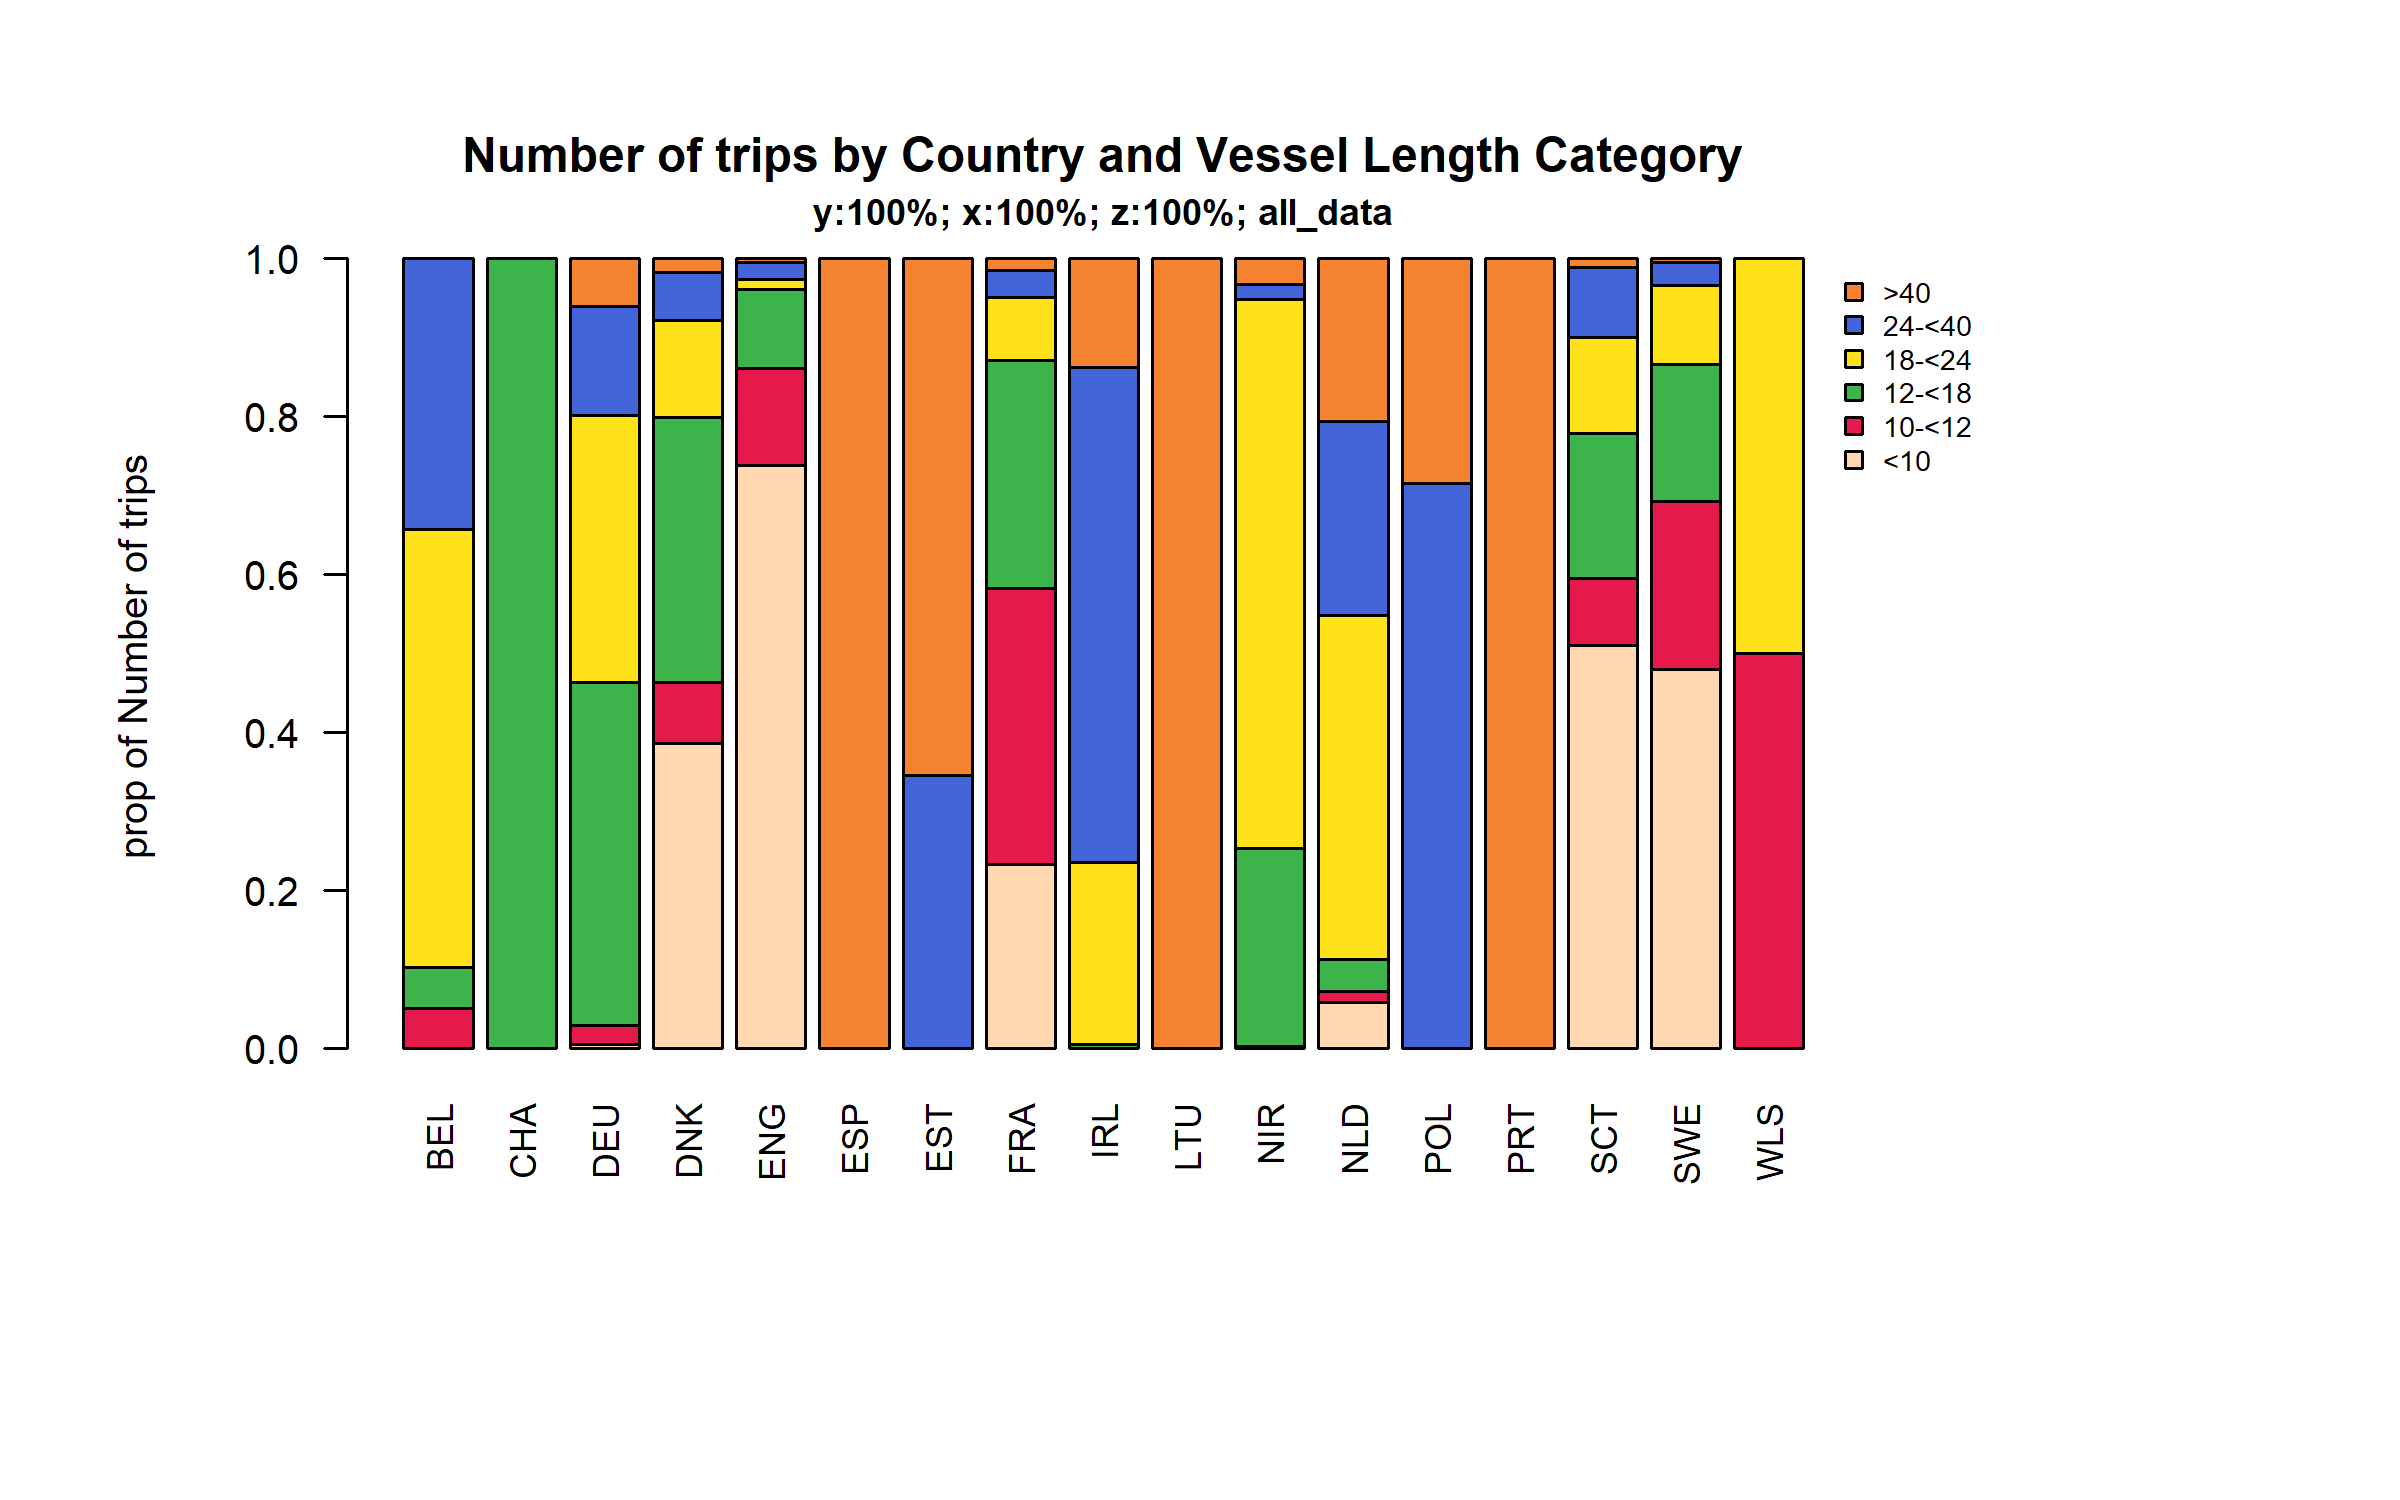 Number of trips by Country and Vessel Length Category
y:100%; x:100%; z:100%; all_data
prop of Number of trips
1.0
0.8
0.6
0.4
0.2
0.0
>40
24-<40
18-<24
12-<18
10-<12
<10
BEL
CHA
DEU
DNK
ENG
ESP
EST
FRA
IRL
LTU
NIR
NLD
POL
PRT
SCT
SWE
WLS